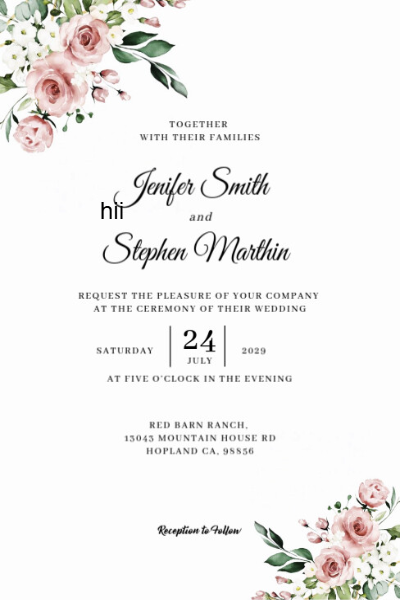 TOGETHER
WITH THEIR FAMILIES
Jenifer Smith
hii
and
Stephen Marthin
REQUEST THE PLEASURE OF YOUR COMPANY
AT THE CEREMONY OF THEIR WEDDING
SATURDAY 24 JULY 2029
AT FIVE O'CLOCK IN THE EVENING
RED BARN RANCH,
13043 MOUNTAIN HOUSE RD
HOPLAND CA, 98856
Reception to Follow